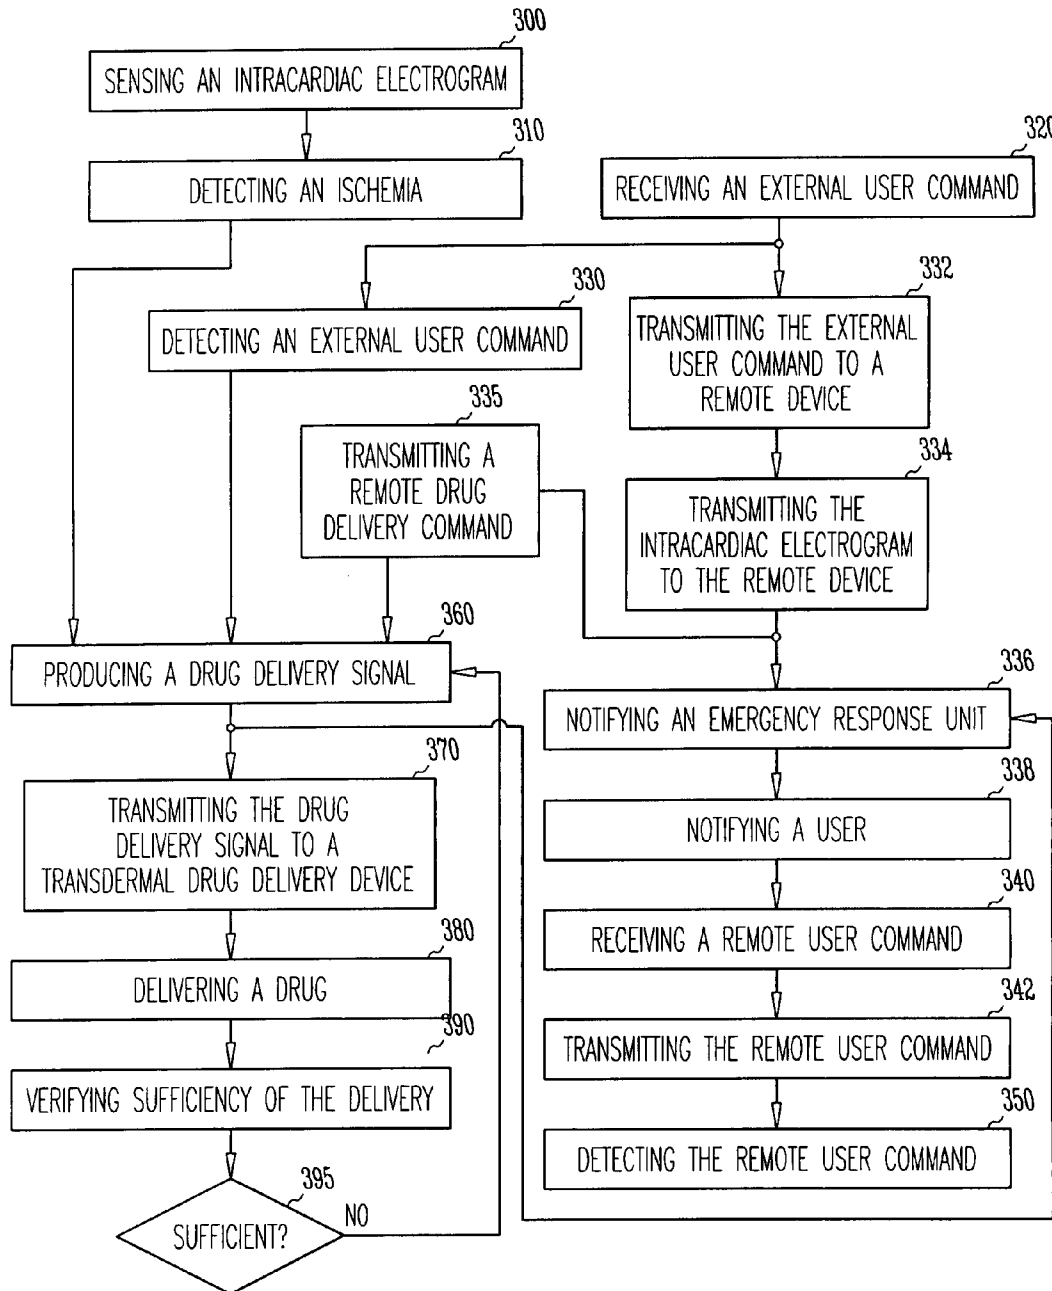 300
SENSING AN INTRACARDIAC ELECTROGRAM
310
DETECTING AN ISCHEMIA
320
RECEIVING AN EXTERNAL USER COMMAND
330
DETECTING AN EXTERNAL USER COMMAND
332
TRANSMITTING THE EXTERNAL
USER COMMAND TO A
REMOTE DEVICE
335
TRANSMITTING A
REMOTE DRUG
DELIVERY COMMAND
334
TRANSMITTING THE
INTRACARDIAC ELECTROGRAM
TO THE REMOTE DEVICE
360
PRODUCING A DRUG DELIVERY SIGNAL
336
NOTIFYING AN EMERGENCY RESPONSE UNIT
370
TRANSMITTING THE DRUG
DELIVERY SIGNAL TO A
TRANSDERMAL DRUG DELIVERY DEVICE
338
NOTIFYING A USER
340
RECEIVING A REMOTE USER COMMAND
380
DELIVERING A DRUG
342
TRANSMITTING THE REMOTE USER COMMAND
390
VERIFYING SUFFICIENCY OF THE DELIVERY
350
DETECTING THE REMOTE USER COMMAND
395
SUFFICIENT?
NO